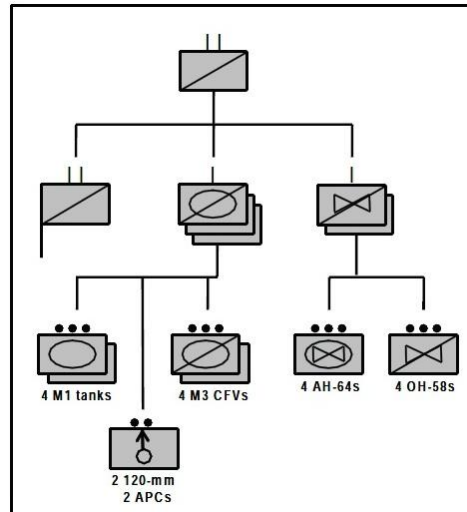 4 M1 tanks
4 M3 CFVs
4 AH-64s
4 OH-58s
2 120-mm
2 APCs